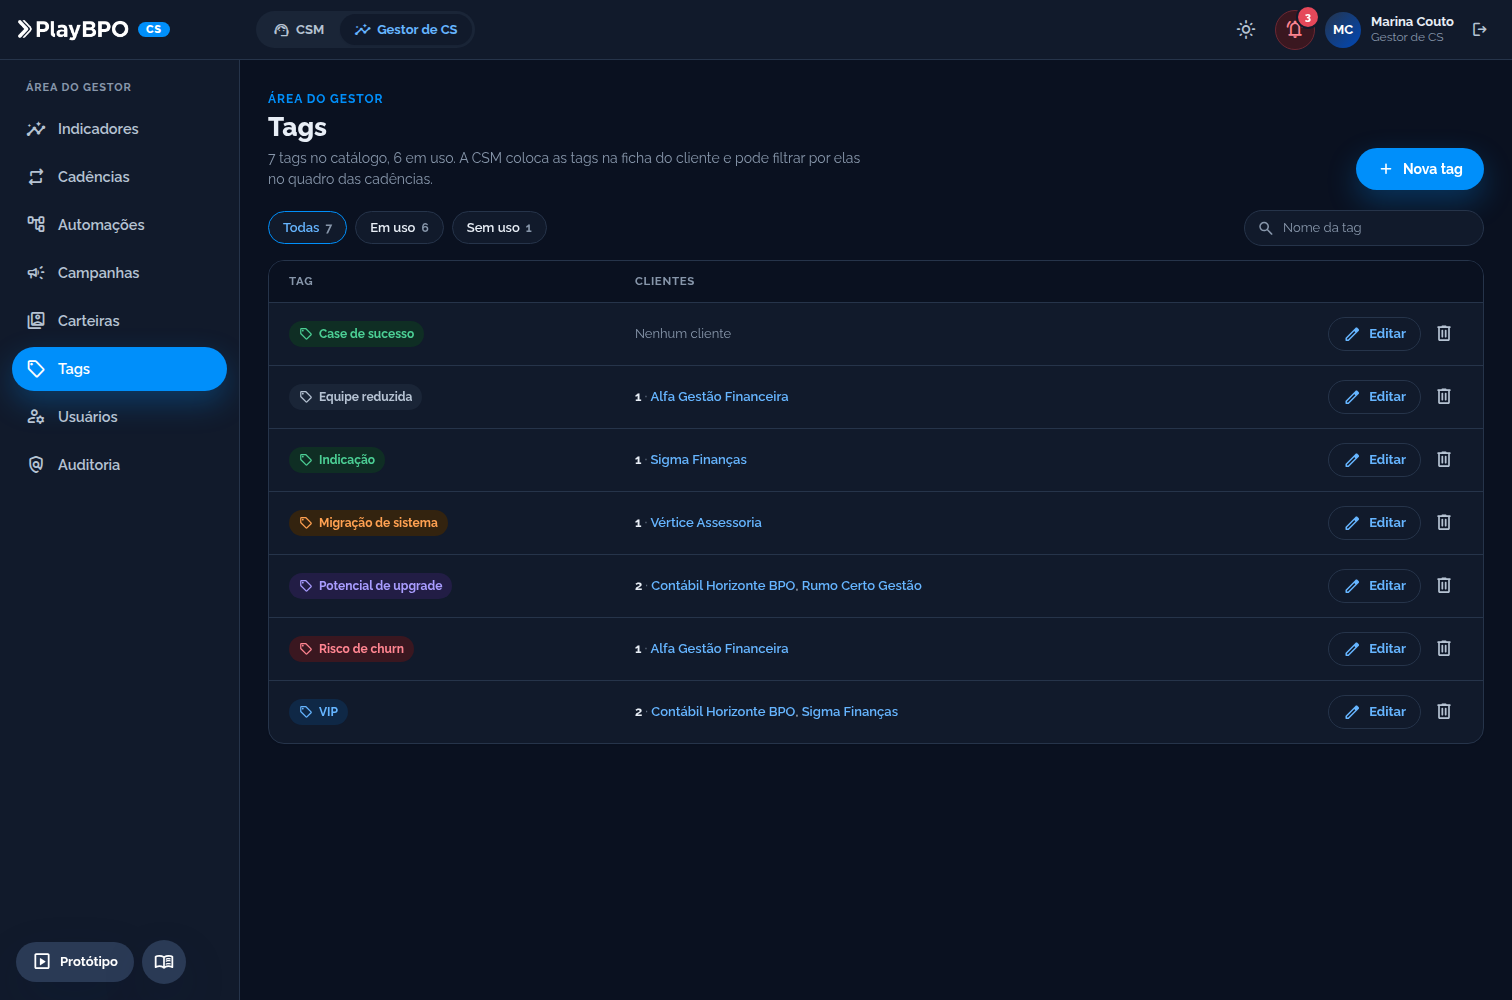 PlayBPO CS
CSM
Gestor de CS
3
MC
Marina Couto
Gestor de CS
ÁREA DO GESTOR
Indicadores
Cadências
Automações
Campanhas
Carteiras
Tags
Usuários
Auditoria
Protótipo
ÁREA DO GESTOR
Tags
7 tags no catálogo, 6 em uso. A CSM coloca as tags na ficha do cliente e pode filtrar por elas
no quadro das cadências.
+ Nova tag
Todas 7
Em uso 6
Sem uso 1
Nome da tag
TAG CLIENTES
Case de sucesso Nenhum cliente Editar
Equipe reduzida 1 · Alfa Gestão Financeira Editar
Indicação 1 · Sigma Finanças Editar
Migração de sistema 1 · Vértice Assessoria Editar
Potencial de upgrade 2 · Contábil Horizonte BPO, Rumo Certo Gestão Editar
Risco de churn 1 · Alfa Gestão Financeira Editar
VIP 2 · Contábil Horizonte BPO, Sigma Finanças Editar